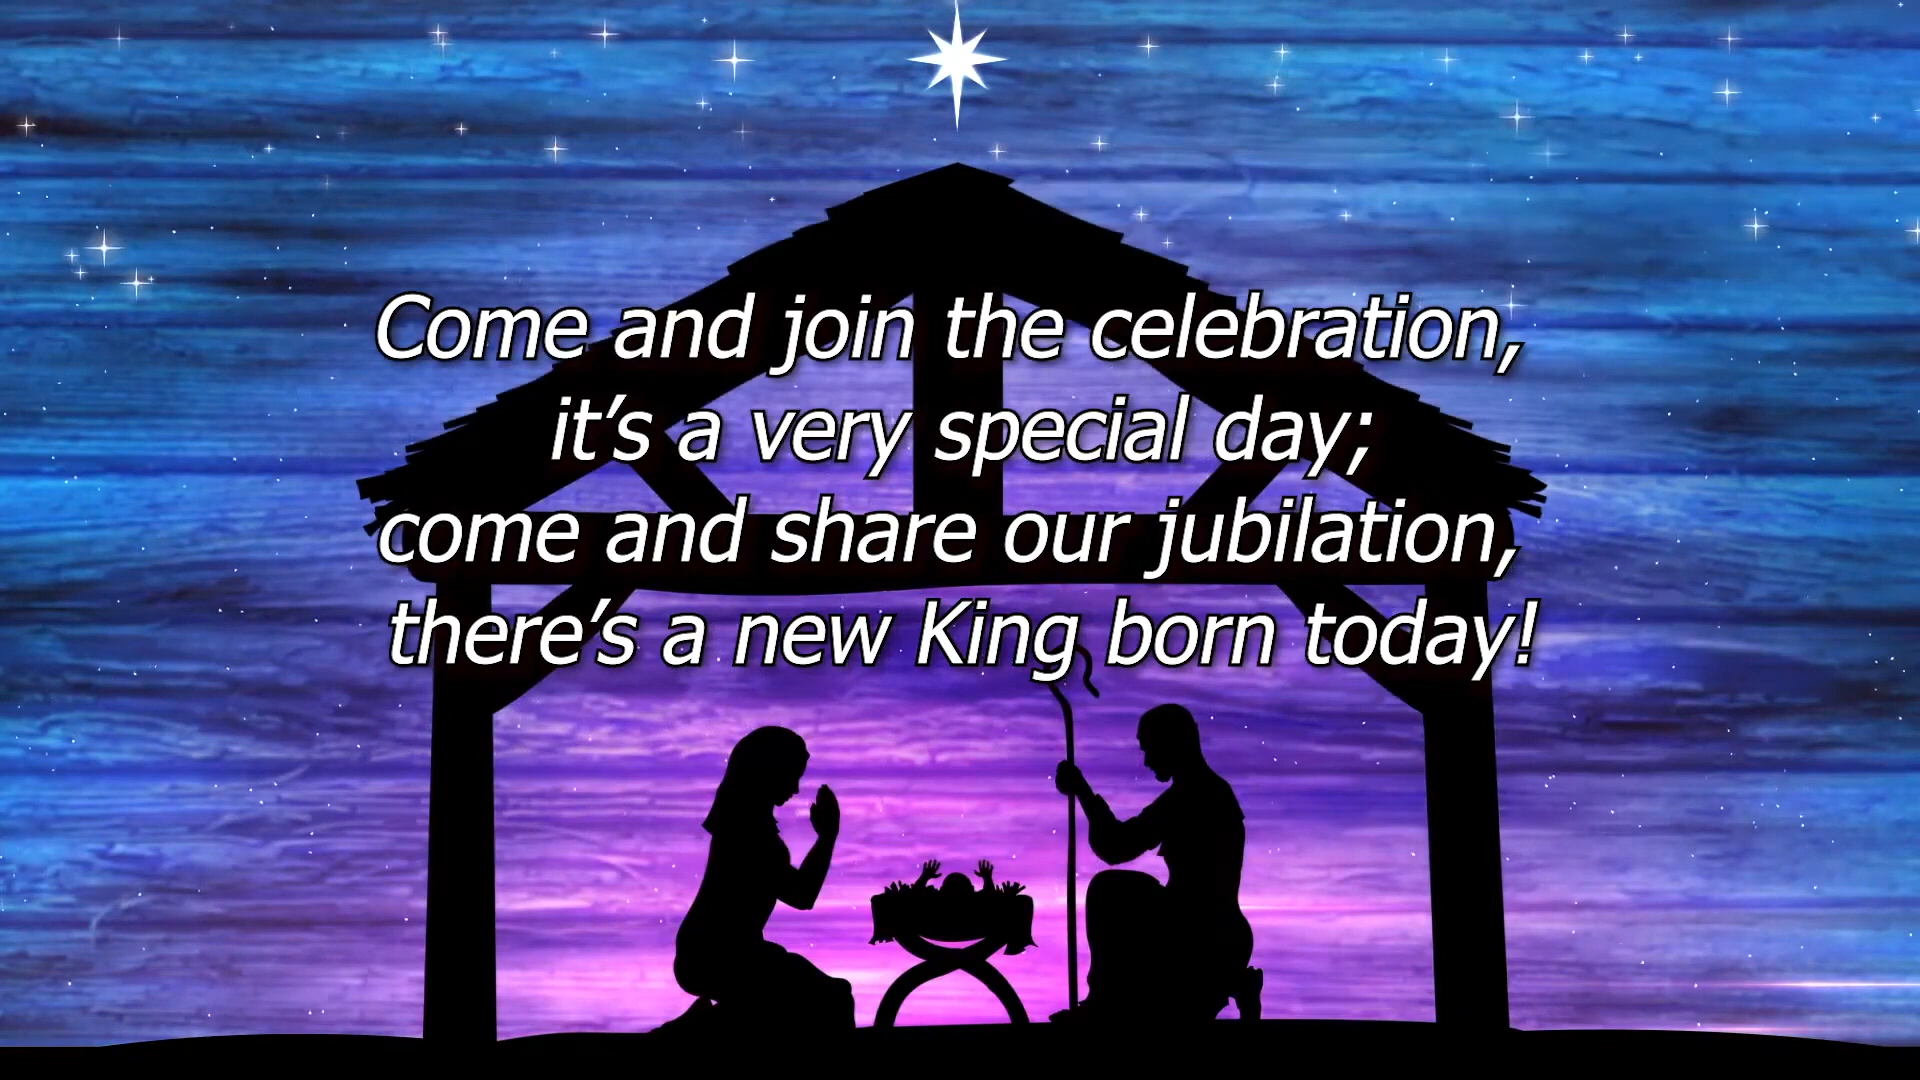 Come and join the celebration,
it’s a very special day;
come and share our jubilation,
there’s a new King born today!